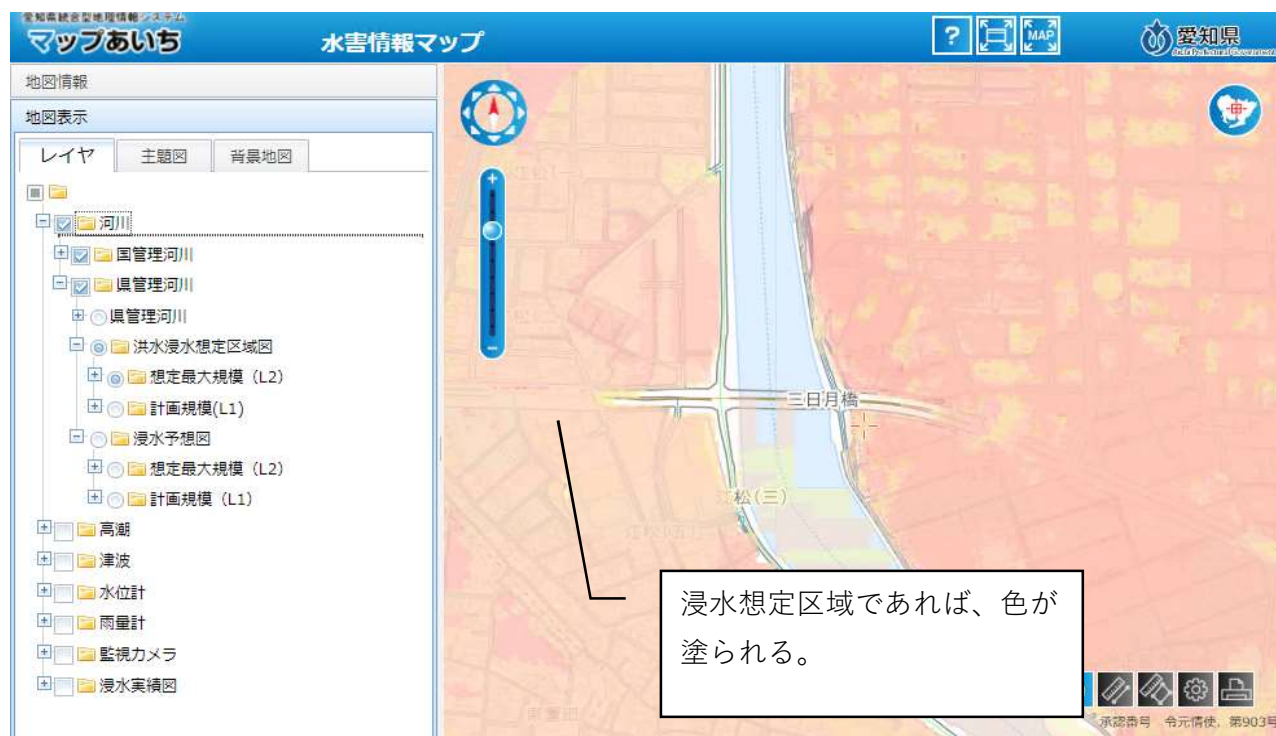 愛知県統合型地理情報システム
マップあいち
水害情報マップ
? MAP
愛知県
Aichi Prefectural Government
地図情報
地図表示
レイヤ 主題図 背景地図
河川
国管理河川
県管理河川
県管理河川
洪水浸水想定区域図
想定最大規模（L2）
計画規模(L1)
浸水予想図
想定最大規模（L2）
計画規模（L1）
高潮
津波
水位計
雨量計
監視カメラ
浸水実績図
三日月橋
江松(三)
浸水想定区域であれば、色が
塗られる。
承認番号 令元情使、第903号